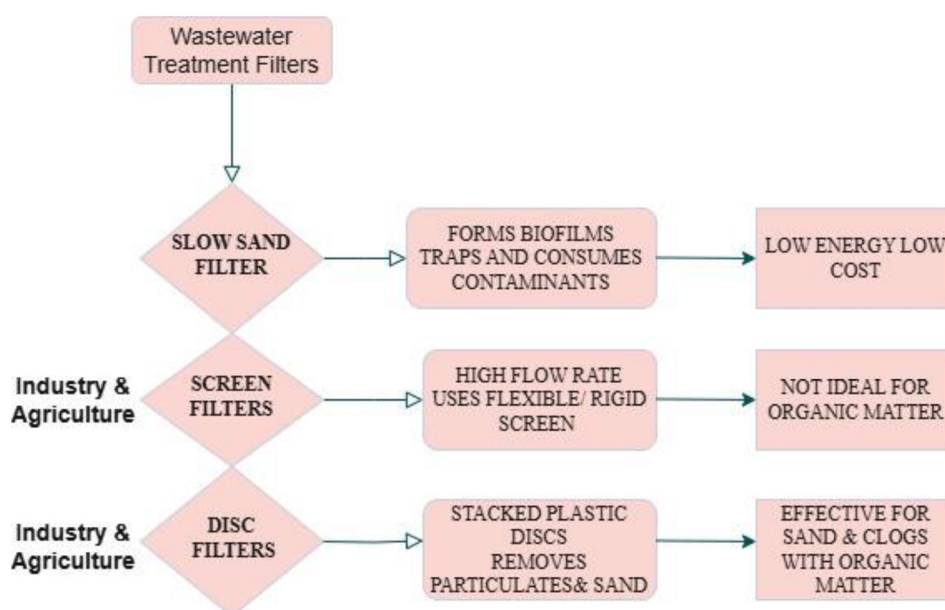 Wastewater
Treatment Filters
SLOW SAND
FILTER
FORMS BIOFILMS
TRAPS AND CONSUMES
CONTAMINANTS
LOW ENERGY LOW
COST
Industry &
Agriculture
SCREEN
FILTERS
HIGH FLOW RATE
USES FLEXIBLE/ RIGID
SCREEN
NOT IDEAL FOR
ORGANIC MATTER
Industry &
Agriculture
DISC
FILTERS
STACKED PLASTIC
DISCS
REMOVES
PARTICULATES& SAND
EFFECTIVE FOR
SAND & CLOGS
WITH ORGANIC
MATTER